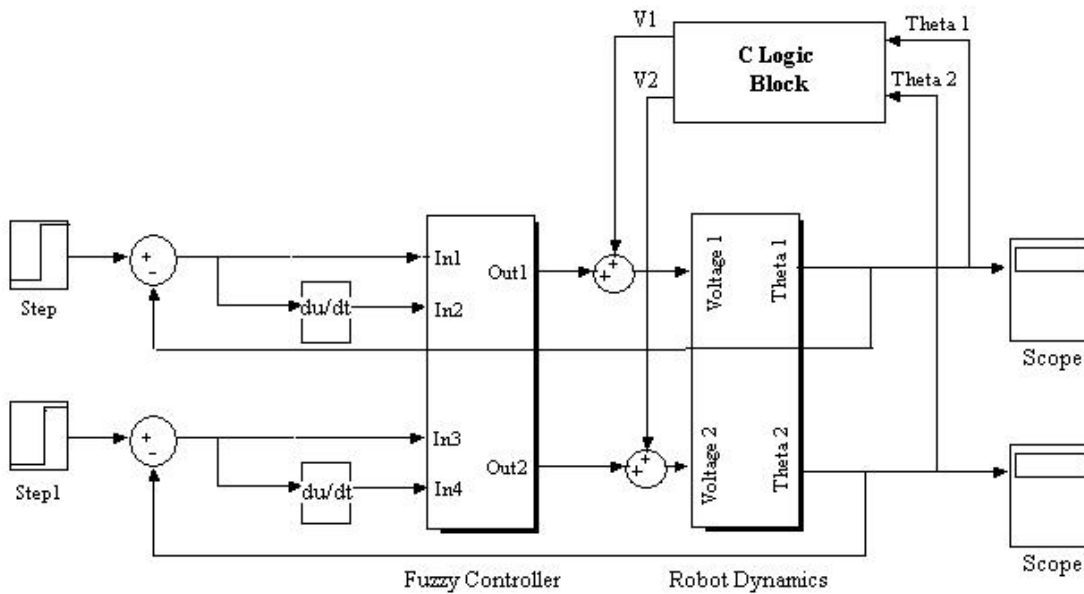 V1
V2
C Logic
Block
Theta 1
Theta 2
Step
+
−
du/dt
In1
In2
Out1
+
+
Voltage 1
Theta 1
Scope
Step1
+
−
du/dt
In3
In4
Out2
+
+
Voltage 2
Theta 2
Scope
Fuzzy Controller
Robot Dynamics